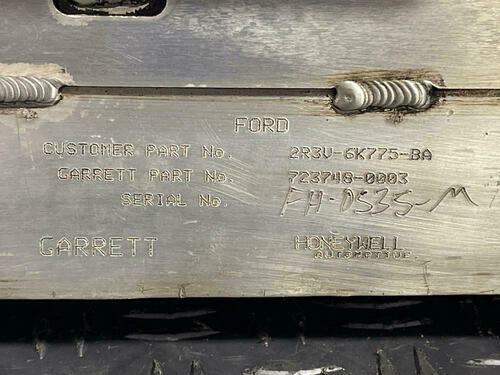 FORD
CUSTOMER PART No. 2R3V-6K775-BA
GARRETT PART No. 723748-0003
SERIAL No. FH-0535-M
GARRETT HONEYWELL
AUTOMOTIVE